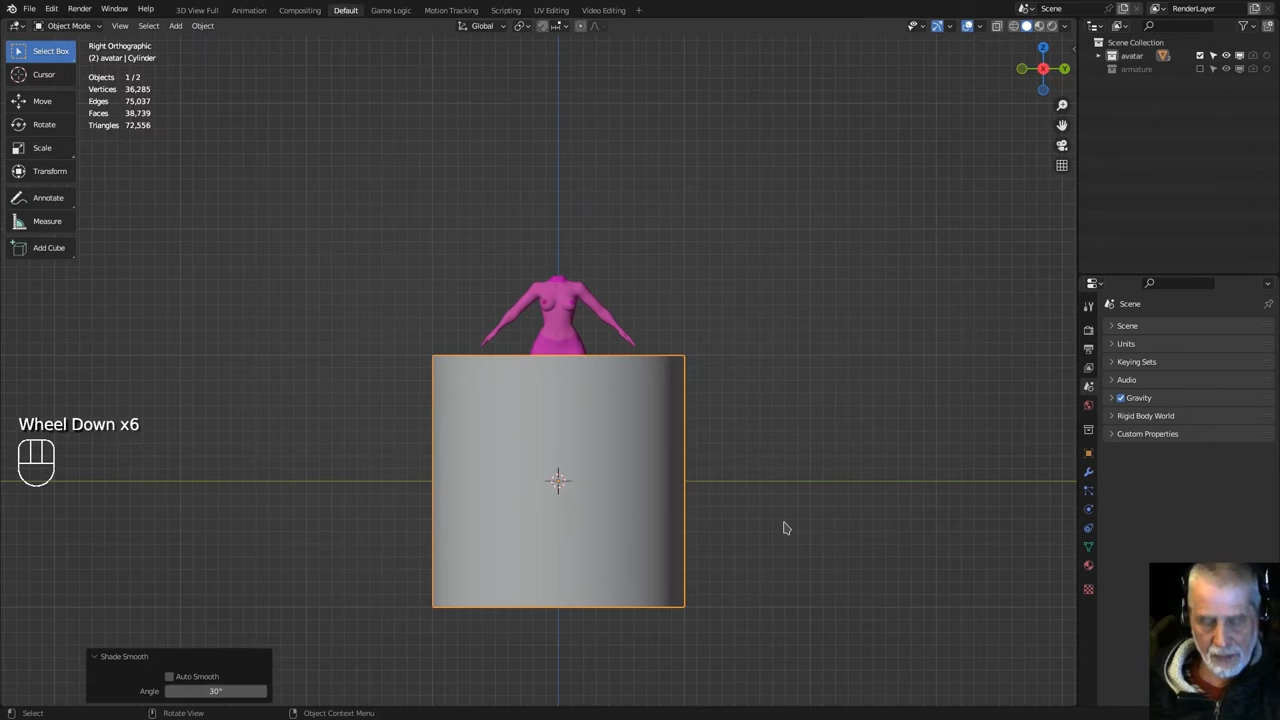 File Edit Render Window Help 3D View Full Animation Compositing Default Game Logic Motion Tracking Scripting UV Editing Video Editing + Scene RenderLayer
Object Mode View Select Add Object Global
Select Box
Cursor
Move
Rotate
Scale
Transform
Annotate
Measure
Add Cube
Right Orthographic
(2) avatar | Cylinder
Objects 1/2
Vertices 36,285
Edges 75,037
Faces 38,739
Triangles 72,556
Z
Y
X
Wheel Down x6
Shade Smooth
Auto Smooth
Angle 30°
Scene Collection
avatar 2
armature
Scene
Scene
Units
Keying Sets
Audio
Gravity
Rigid Body World
Custom Properties
Select Rotate View Object Context Menu